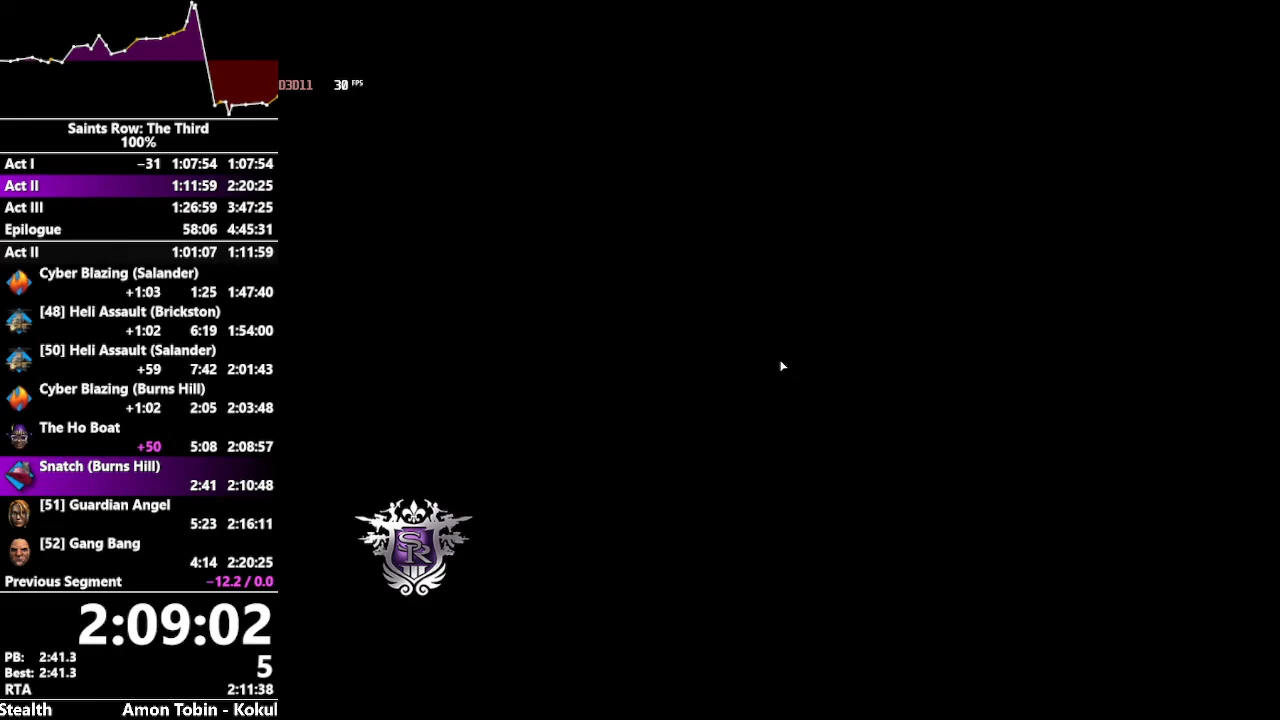 D3D11 30 FPS
Saints Row: The Third
100%
Act I −31 1:07:54 1:07:54
Act II 1:11:59 2:20:25
Act III 1:26:59 3:47:25
Epilogue 58:06 4:45:31
Act II 1:01:07 1:11:59
Cyber Blazing (Salander)
+1:03 1:25 1:47:40
[48] Heli Assault (Brickston)
+1:02 6:19 1:54:00
[50] Heli Assault (Salander)
+59 7:42 2:01:43
Cyber Blazing (Burns Hill)
+1:02 2:05 2:03:48
The Ho Boat
+50 5:08 2:08:57
Snatch (Burns Hill)
2:41 2:10:48
[51] Guardian Angel
5:23 2:16:11
[52] Gang Bang
4:14 2:20:25
Previous Segment −12.2 / 0.0
2:09:02
PB: 2:41.3
5
Best: 2:41.3
RTA 2:11:38
Stealth Amon Tobin - Kokul
SR